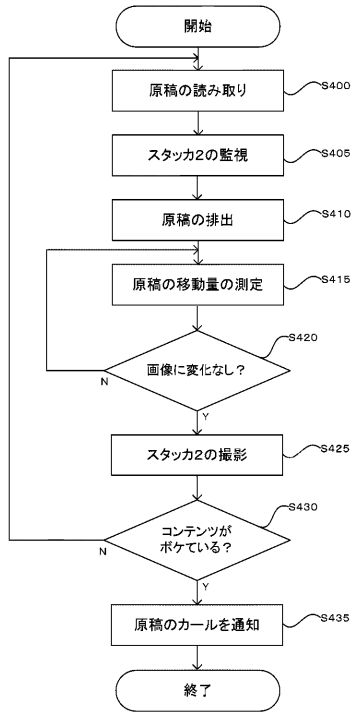 開始
原稿の読み取り
S400
スタッカ2の監視
S405
原稿の排出
S410
原稿の移動量の測定
S415
画像に変化なし？
S420
N
Y
スタッカ2の撮影
S425
コンテンツが
ボケている？
S430
N
Y
原稿のカールを通知
S435
終了